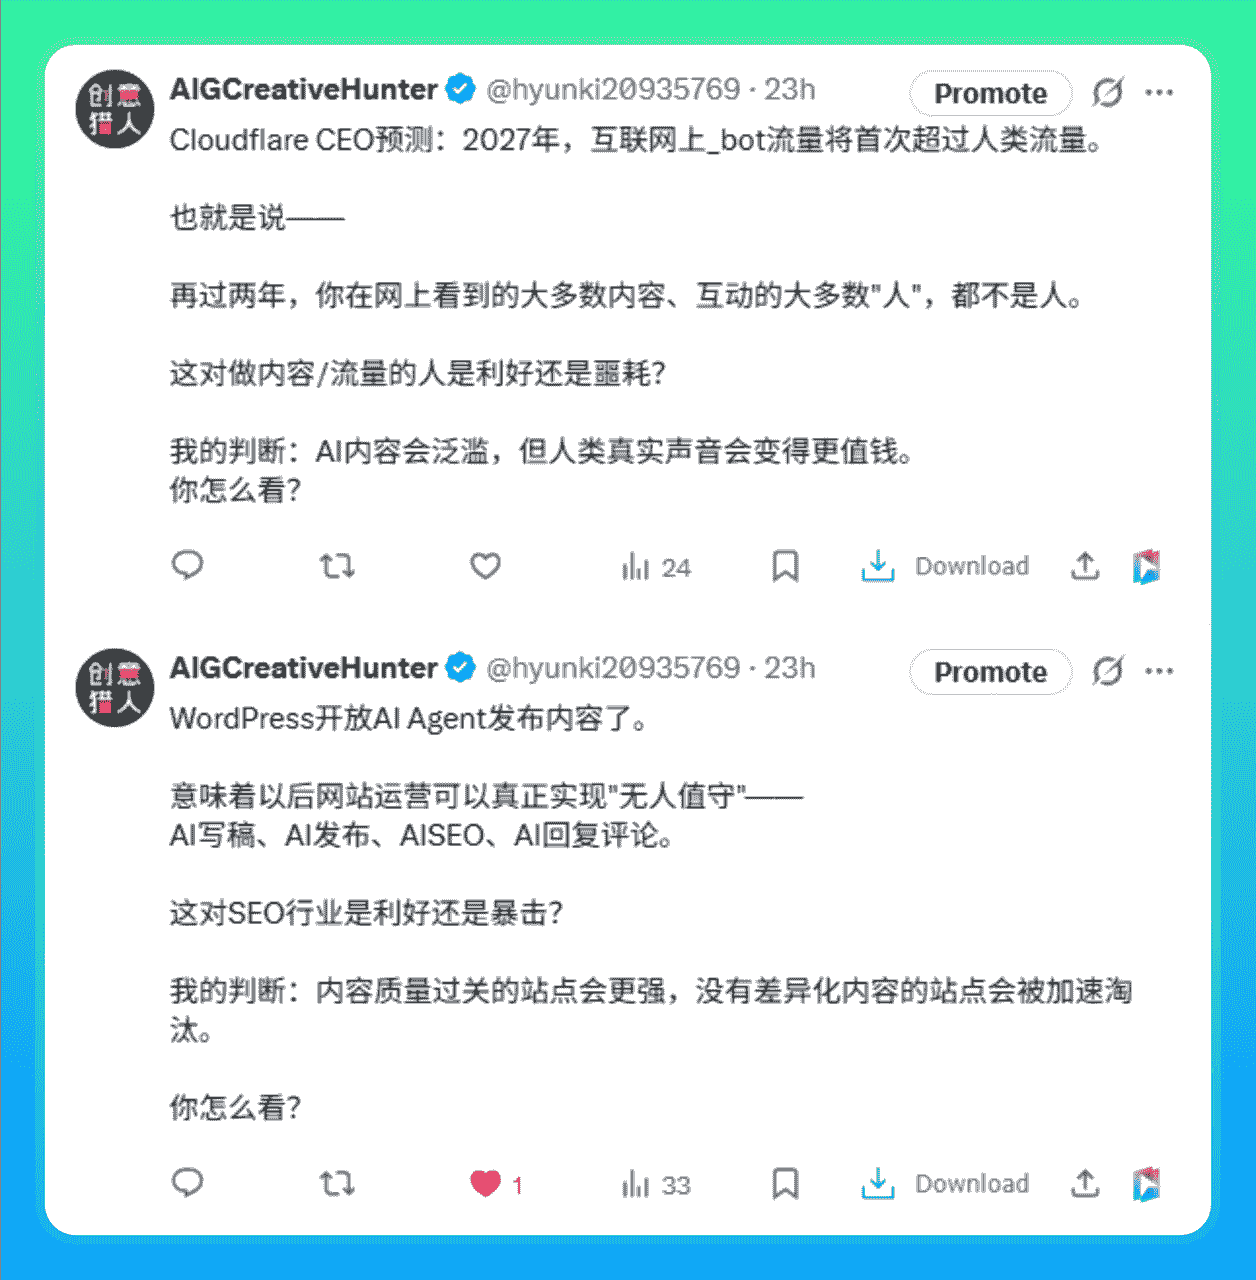 创意
猎人
AIGCreativeHunter @hyunki20935769 · 23h
Promote
Cloudflare CEO预测：2027年，互联网上_bot流量将首次超过人类流量。
也就是说——
再过两年，你在网上看到的大多数内容、互动的大多数"人"，都不是人。
这对做内容/流量的人是利好还是噩耗？
我的判断：AI内容会泛滥，但人类真实声音会变得更值钱。
你怎么看？
24
Download
创意
猎人
AIGCreativeHunter @hyunki20935769 · 23h
Promote
WordPress开放AI Agent发布内容了。
意味着以后网站运营可以真正实现"无人值守"——
AI写稿、AI发布、AISEO、AI回复评论。
这对SEO行业是利好还是暴击？
我的判断：内容质量过关的站点会更强，没有差异化内容的站点会被加速淘
汰。
你怎么看？
1
33
Download